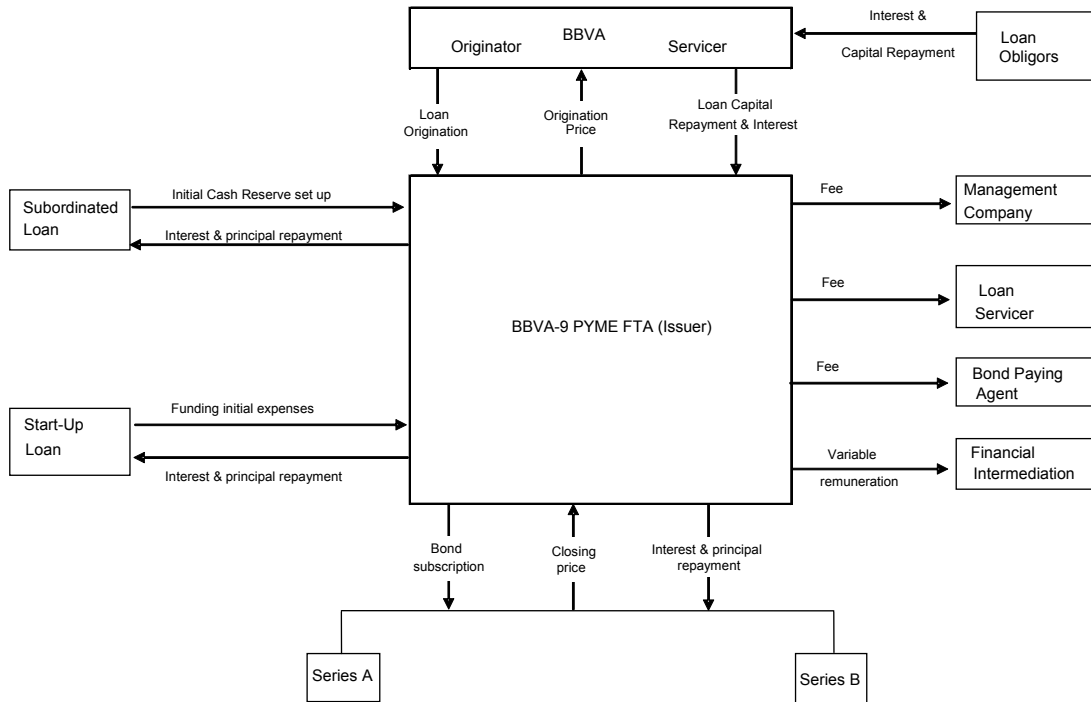 BBVA
Originator
Servicer
Interest &
Capital Repayment
Loan
Obligors
Loan
Origination
Origination
Price
Loan Capital
Repayment & Interest
Subordinated
Loan
Initial Cash Reserve set up
Interest & principal repayment
Fee
Management
Company
Fee
Loan
Servicer
BBVA-9 PYME FTA (Issuer)
Fee
Bond Paying
Agent
Start-Up
Loan
Funding initial expenses
Interest & principal repayment
Variable
remuneration
Financial
Intermediation
Bond
subscription
Closing
price
Interest & principal
repayment
Series A
Series B